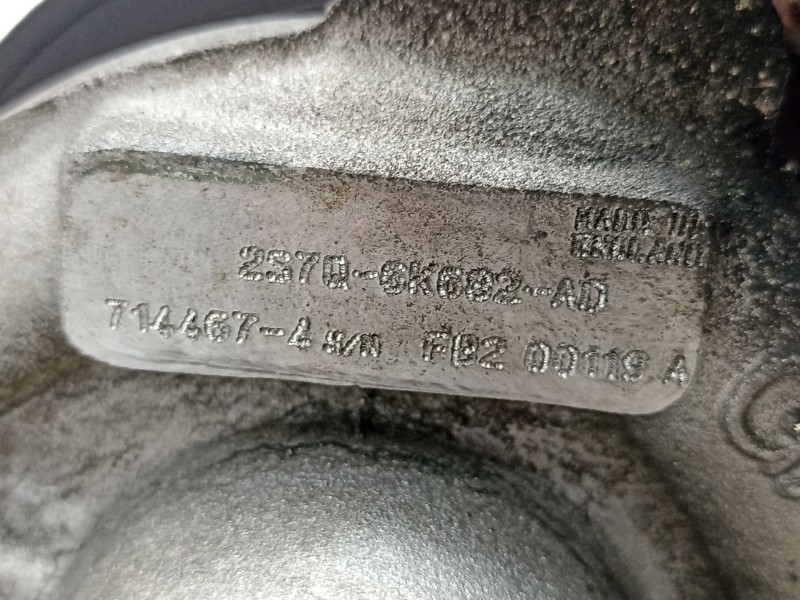 MADE IN
ENGLAND
2S7Q-6K682-AD
714467-4 S/N FB2 00119 A